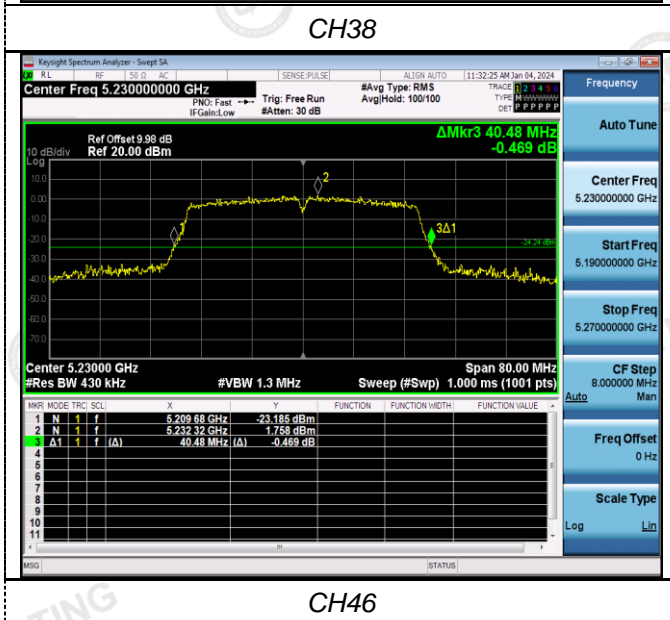 CH38
Keysight Spectrum Analyzer - Swept SA
RL RF 50 Ω AC SENSE:PULSE ALIGN AUTO 11:32:25 AM Jan 04, 2024
Center Freq 5.230000000 GHz
PNO: Fast
IFGain:Low
Trig: Free Run
#Atten: 30 dB
#Avg Type: RMS
Avg|Hold: 100/100
TRACE 1 2 3 4 5 6
TYPE M W W W W W
DET P P P P P P
Ref Offset 9.98 dB
Ref 20.00 dBm
10 dB/div
Log
ΔMkr3 40.48 MHz
-0.469 dB
10.0
0.00
-10.0
-20.0
-30.0
-40.0
-50.0
-60.0
-70.0
1
2
3Δ1
-24.24 dBm
Center 5.23000 GHz
Span 80.00 MHz
#Res BW 430 kHz
#VBW 1.3 MHz
Sweep (#Swp) 1.000 ms (1001 pts)
MKR MODE TRC SCL X Y FUNCTION FUNCTION WIDTH FUNCTION VALUE
1 N 1 f 5.209 68 GHz -23.185 dBm
2 N 1 f 5.232 32 GHz 1.758 dBm
3 Δ1 1 f (Δ) 40.48 MHz (Δ) -0.469 dB
4
5
6
7
8
9
10
11
MSG STATUS
Frequency
Auto Tune
Center Freq
5.230000000 GHz
Start Freq
5.190000000 GHz
Stop Freq
5.270000000 GHz
CF Step
8.000000 MHz
Auto Man
Freq Offset
0 Hz
Scale Type
Log Lin
CH46
TING